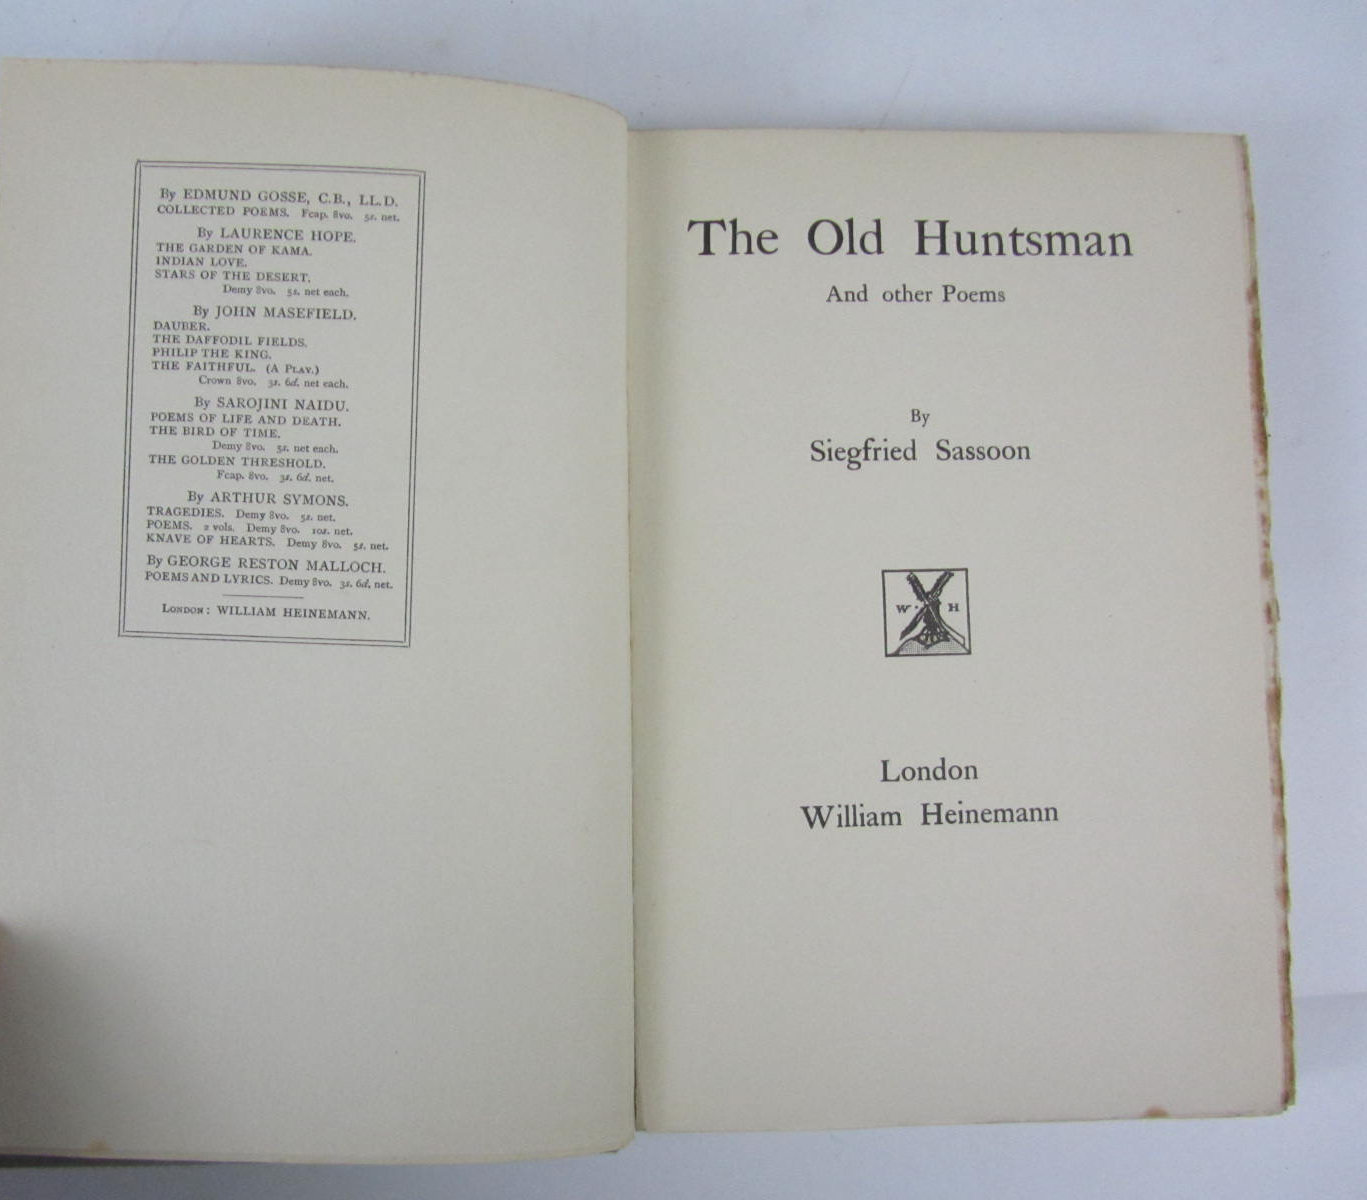 By EDMUND GOSSE, C.B., LL.D.
COLLECTED POEMS. Fcap. 8vo. 5s. net.
By LAURENCE HOPE.
THE GARDEN OF KAMA.
INDIAN LOVE.
STARS OF THE DESERT.
Demy 8vo. 5s. net each.
By JOHN MASEFIELD.
DAUBER.
THE DAFFODIL FIELDS.
PHILIP THE KING.
THE FAITHFUL. (A PLAY.)
Crown 8vo. 3s. 6d. net each.
By SAROJINI NAIDU.
POEMS OF LIFE AND DEATH.
THE BIRD OF TIME.
Demy 8vo. 5s. net each.
THE GOLDEN THRESHOLD.
Fcap. 8vo. 3s. 6d. net.
By ARTHUR SYMONS.
TRAGEDIES. Demy 8vo. 5s. net.
POEMS. 2 vols. Demy 8vo. 10s. net.
KNAVE OF HEARTS. Demy 8vo. 5s. net.
By GEORGE RESTON MALLOCH.
POEMS AND LYRICS. Demy 8vo. 3s. 6d. net.
LONDON: WILLIAM HEINEMANN.
The Old Huntsman
And other Poems
By
Siegfried Sassoon
W · H
London
William Heinemann